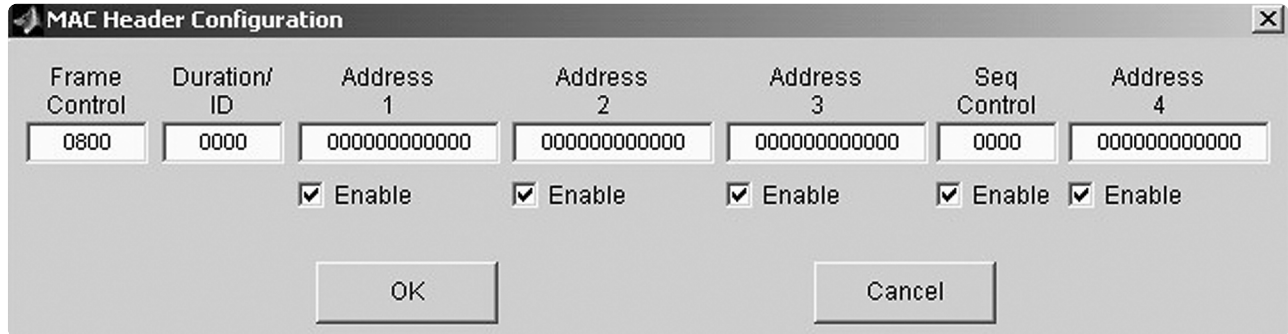 MAC Header Configuration
Frame Control Duration/ ID Address 1 Address 2 Address 3 Seq Control Address 4
0800 0000 000000000000 000000000000 000000000000 0000 000000000000
Enable Enable Enable Enable Enable
OK Cancel